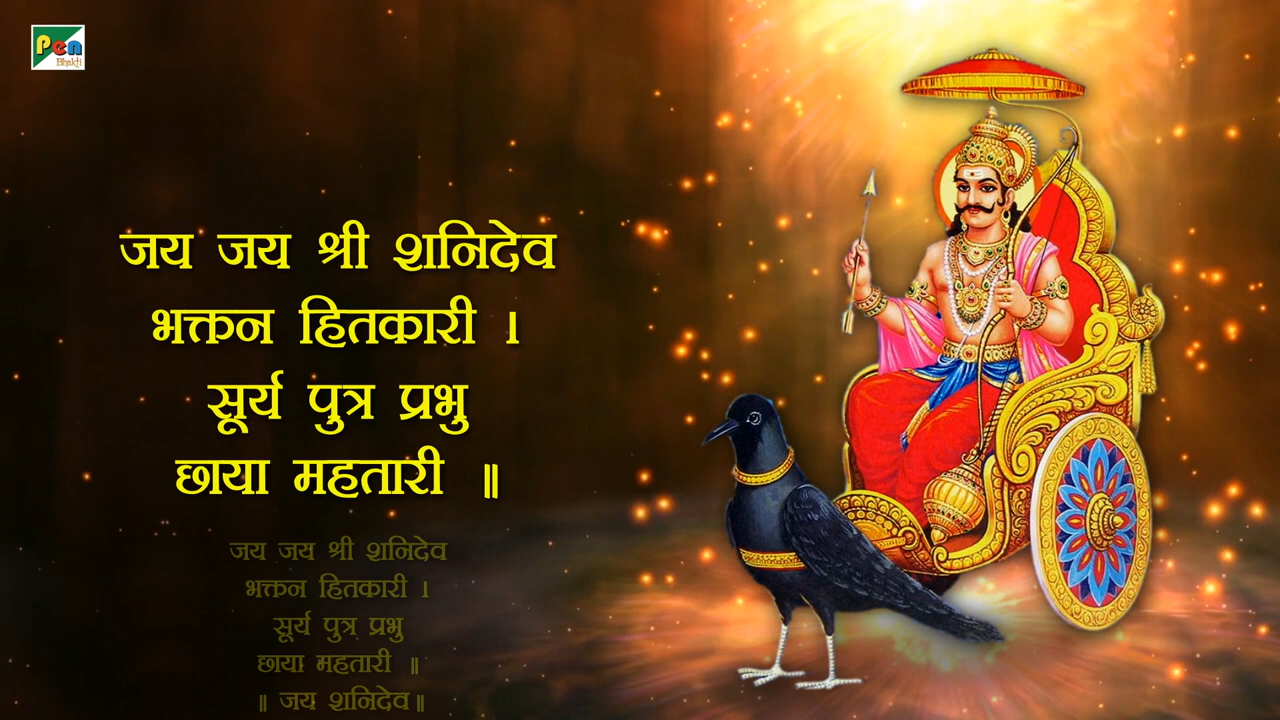 Pen
Bhakti
जय जय श्री शनिदेव
भक्तन हितकारी ।
सूर्य पुत्र प्रभु
छाया महतारी ॥
जय जय श्री शनिदेव
भक्तन हितकारी ।
सूर्य पुत्र प्रभु
छाया महतारी ॥
॥ जय शनिदेव॥